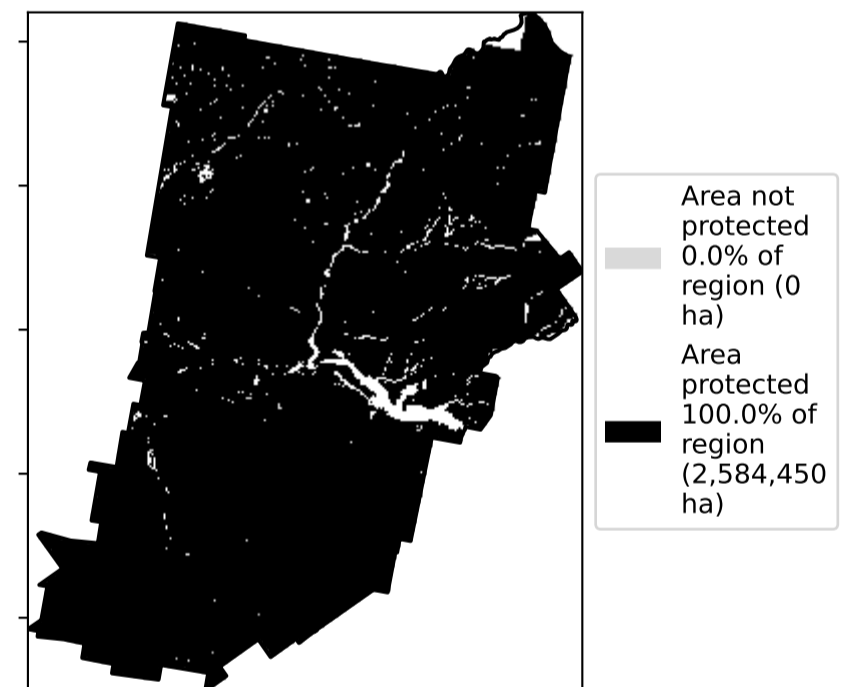 Area not
protected
0.0% of
region (0
ha)
Area
protected
100.0% of
region
(2,584,450
ha)